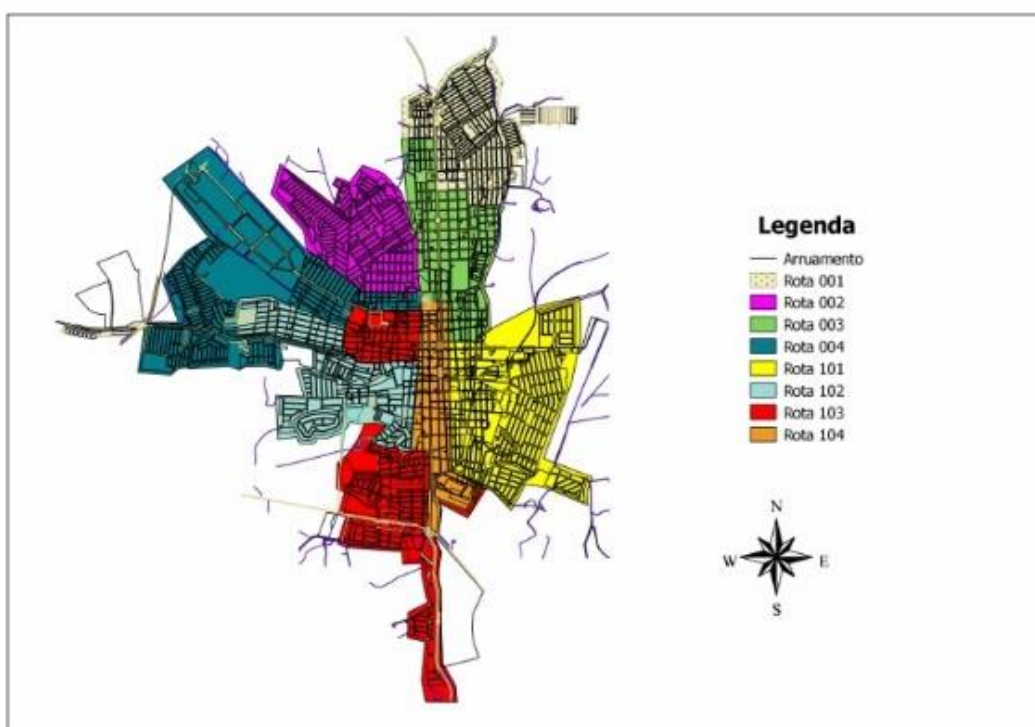 Legenda
Arruamento
Rota 001
Rota 002
Rota 003
Rota 004
Rota 101
Rota 102
Rota 103
Rota 104
N
W E
S